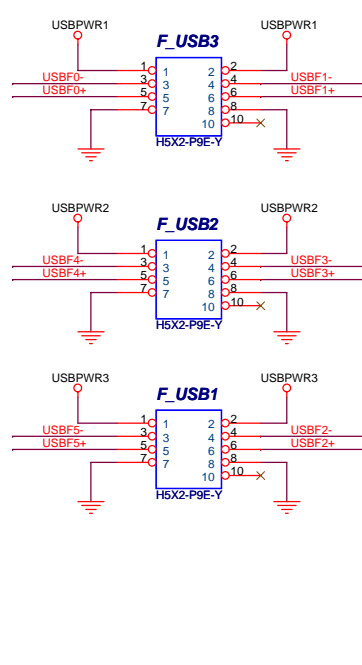 USBPWR1 USBPWR1
F_USB3
1 1 2 2
USBF0- 3 3 4 4 USBF1-
USBF0+ 5 5 6 6 USBF1+
7 7 8 8
10 10
H5X2-P9E-Y
USBPWR2 USBPWR2
F_USB2
1 1 2 2
USBF4- 3 3 4 4 USBF3-
USBF4+ 5 5 6 6 USBF3+
7 7 8 8
10 10
H5X2-P9E-Y
USBPWR3 USBPWR3
F_USB1
1 1 2 2
USBF5- 3 3 4 4 USBF2-
USBF5+ 5 5 6 6 USBF2+
7 7 8 8
10 10
H5X2-P9E-Y